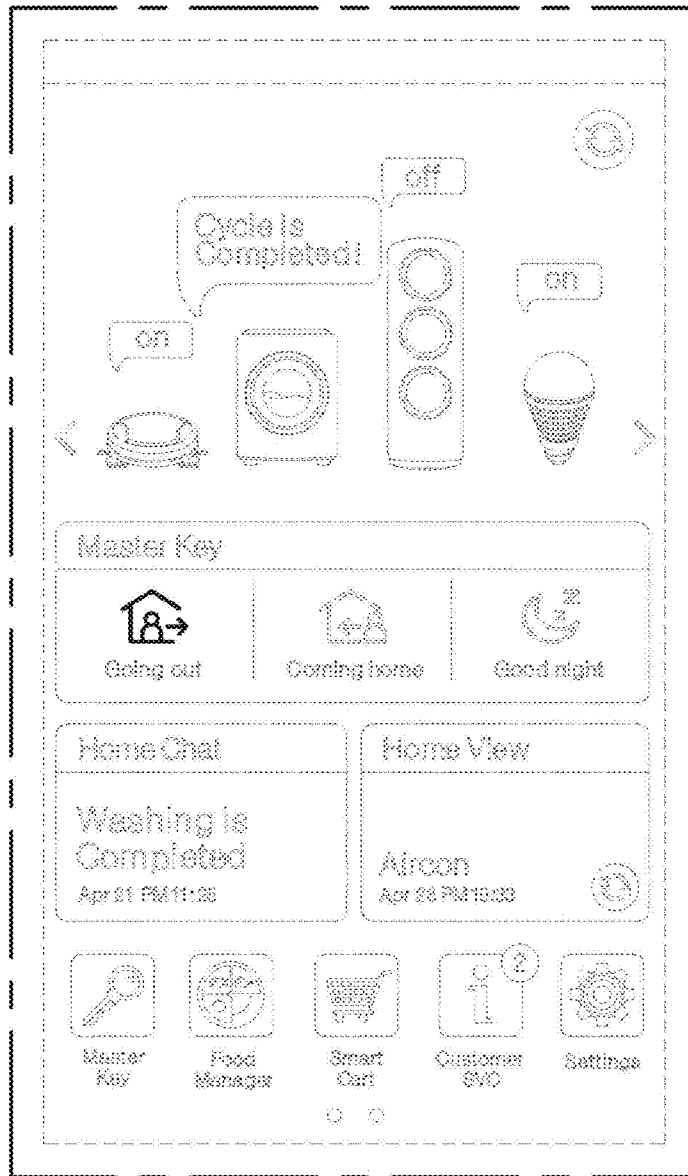 off
Cycle is
Completed!
on
on
Master Key
Going out
Coming home
Good night
Home Chat
Home View
Washing is
Completed
Apr 21 PM 11:25
Aircon
2
Master
Key
Food
Manager
Smart
Cart
Customer
SVC
Settings